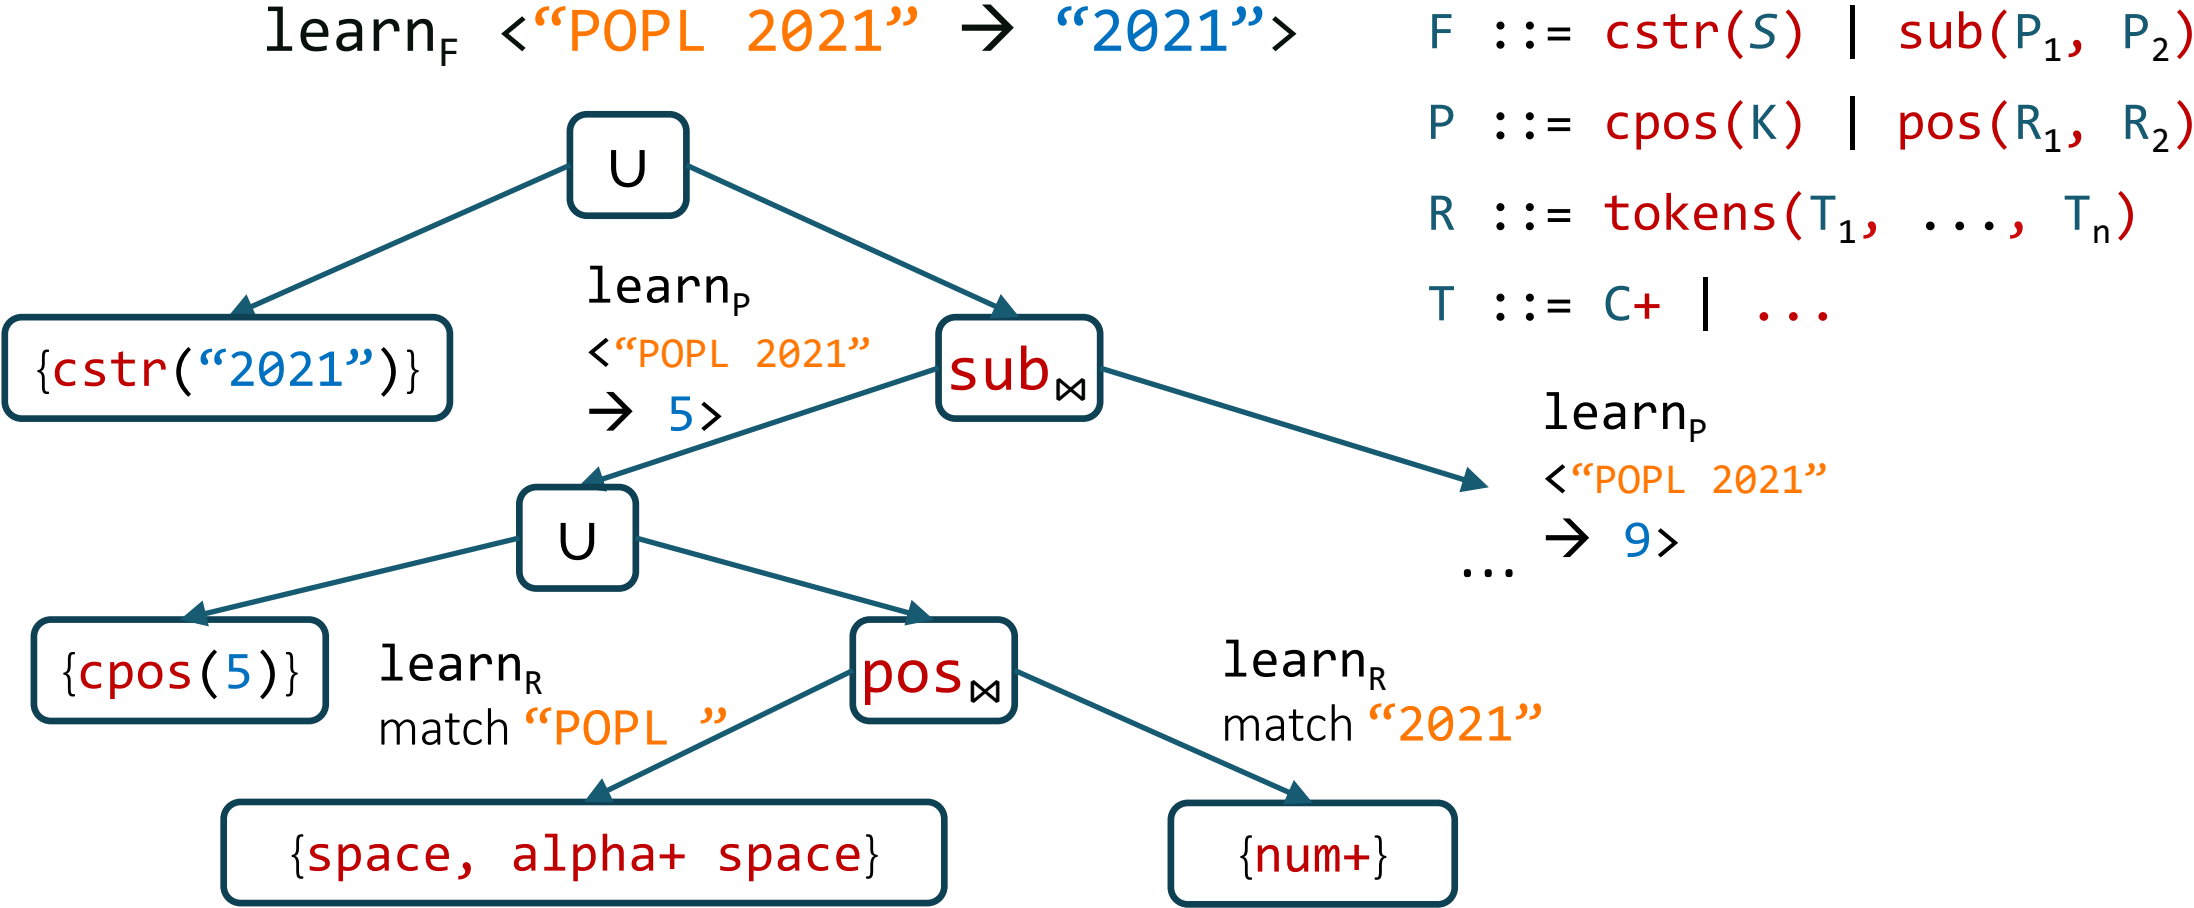 learnF <“POPL 2021” → “2021”>
F ::= cstr(S) | sub(P1, P2)
P ::= cpos(K) | pos(R1, R2)
R ::= tokens(T1, ..., Tn)
T ::= C+ | ...
∪
learnP
<“POPL 2021”
→ 5>
{cstr(“2021”)}
sub⋈
learnP
<“POPL 2021”
→ 9>
∪
...
{cpos(5)}
learnR
match “POPL ”
pos⋈
learnR
match “2021”
{space, alpha+ space}
{num+}